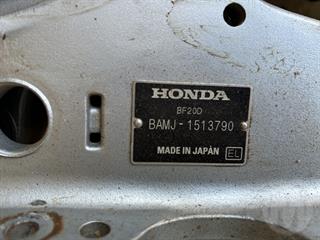 HONDA
BF20D
BAMJ - 1513790
MADE IN JAPAN
EL